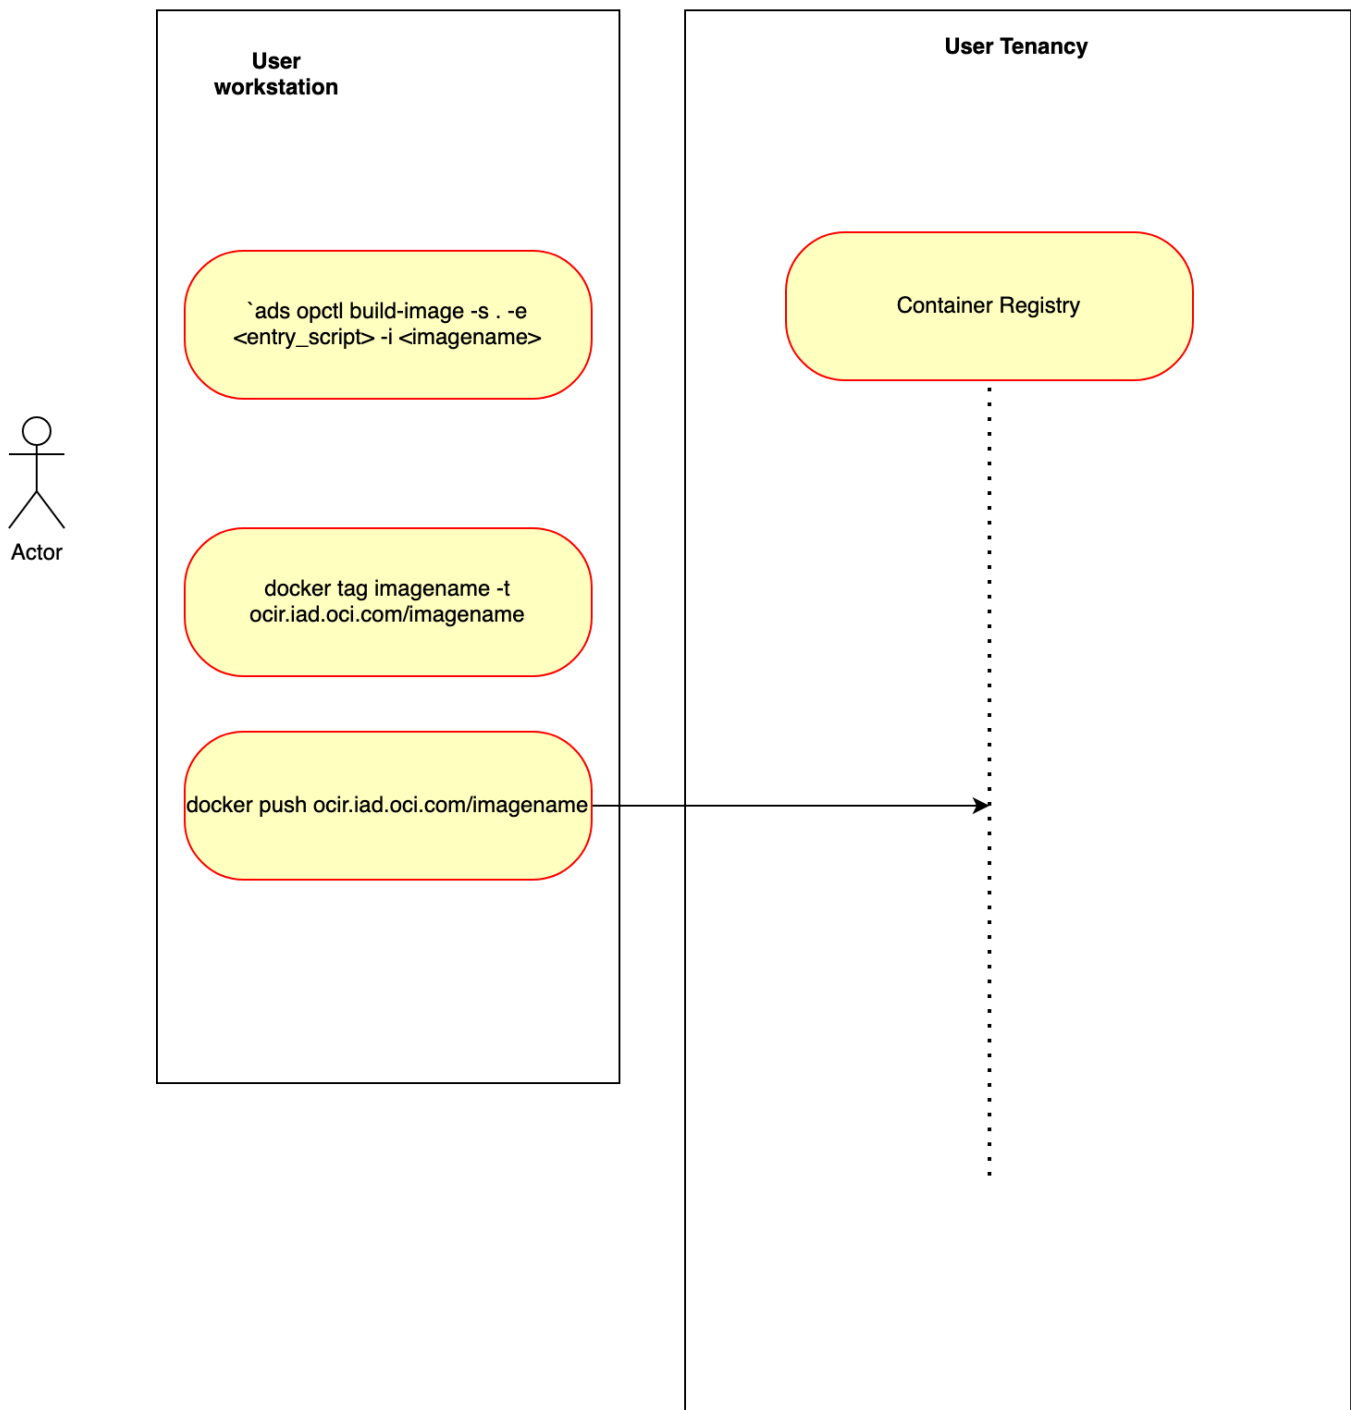 User
workstation
User Tenancy
`ads opctl build-image -s . -e
<entry_script> -i <imagename>
Container Registry
Actor
docker tag imagename -t
ocir.iad.oci.com/imagename
docker push ocir.iad.oci.com/imagename